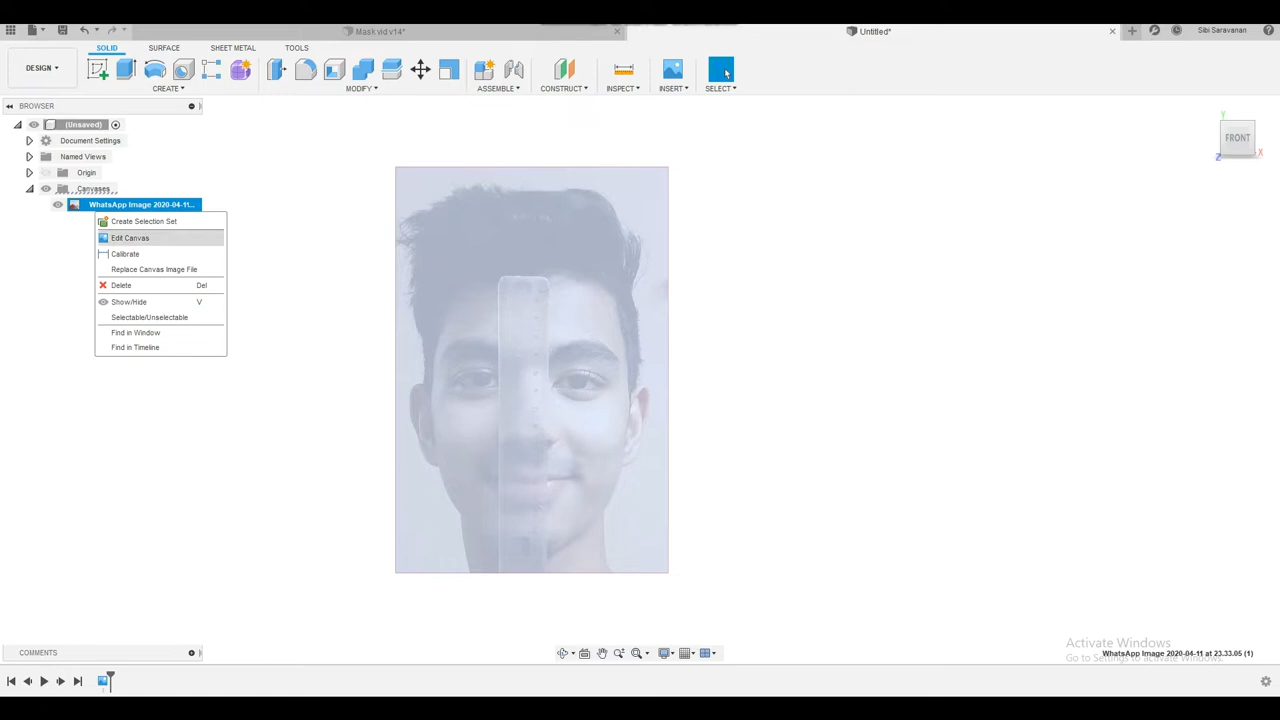 Mask vid v14*
Untitled*
Sibi Saravanan
DESIGN
SOLID SURFACE SHEET METAL TOOLS
CREATE MODIFY ASSEMBLE CONSTRUCT INSPECT INSERT SELECT
BROWSER
(Unsaved)
Document Settings
Named Views
Origin
Canvases
WhatsApp Image 2020-04-11...
Create Selection Set
Edit Canvas
Calibrate
Replace Canvas Image File
Delete Del
Show/Hide V
Selectable/Unselectable
Find in Window
Find in Timeline
Y
FRONT
Z X
COMMENTS
Activate Windows
Go to Settings to activate Windows.
WhatsApp Image 2020-04-11 at 23.33.05 (1)